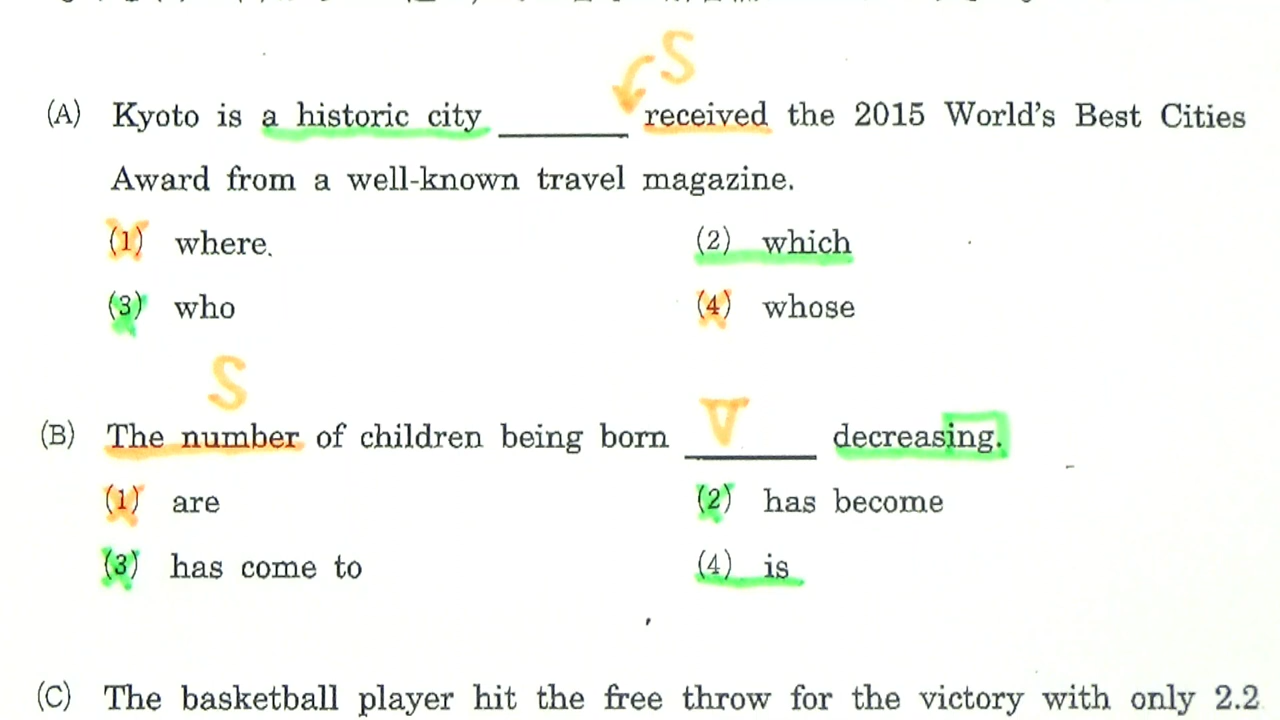 S
(A) Kyoto is a historic city ______ received the 2015 World's Best Cities
Award from a well-known travel magazine.
(1) where. (2) which
(3) who (4) whose
S
V
(B) The number of children being born ______ decreasing.
(1) are (2) has become
(3) has come to (4) is
(C) The basketball player hit the free throw for the victory with only 2.2